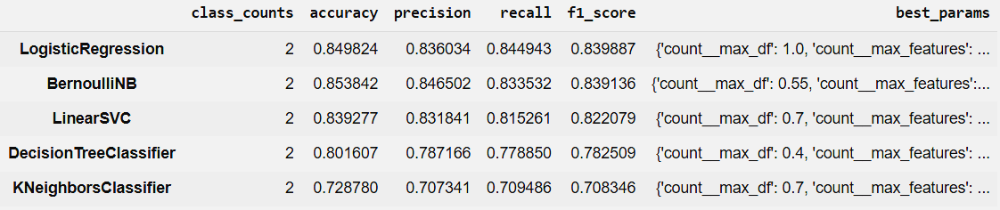 class_counts accuracy precision recall f1_score best_params
LogisticRegression 2 0.849824 0.836034 0.844943 0.839887 {'count__max_df': 1.0, 'count__max_features': ...
BernoulliNB 2 0.853842 0.846502 0.833532 0.839136 {'count__max_df': 0.55, 'count__max_features':...
LinearSVC 2 0.839277 0.831841 0.815261 0.822079 {'count__max_df': 0.7, 'count__max_features': ...
DecisionTreeClassifier 2 0.801607 0.787166 0.778850 0.782509 {'count__max_df': 0.4, 'count__max_features': ...
KNeighborsClassifier 2 0.728780 0.707341 0.709486 0.708346 {'count__max_df': 0.7, 'count__max_features': ...